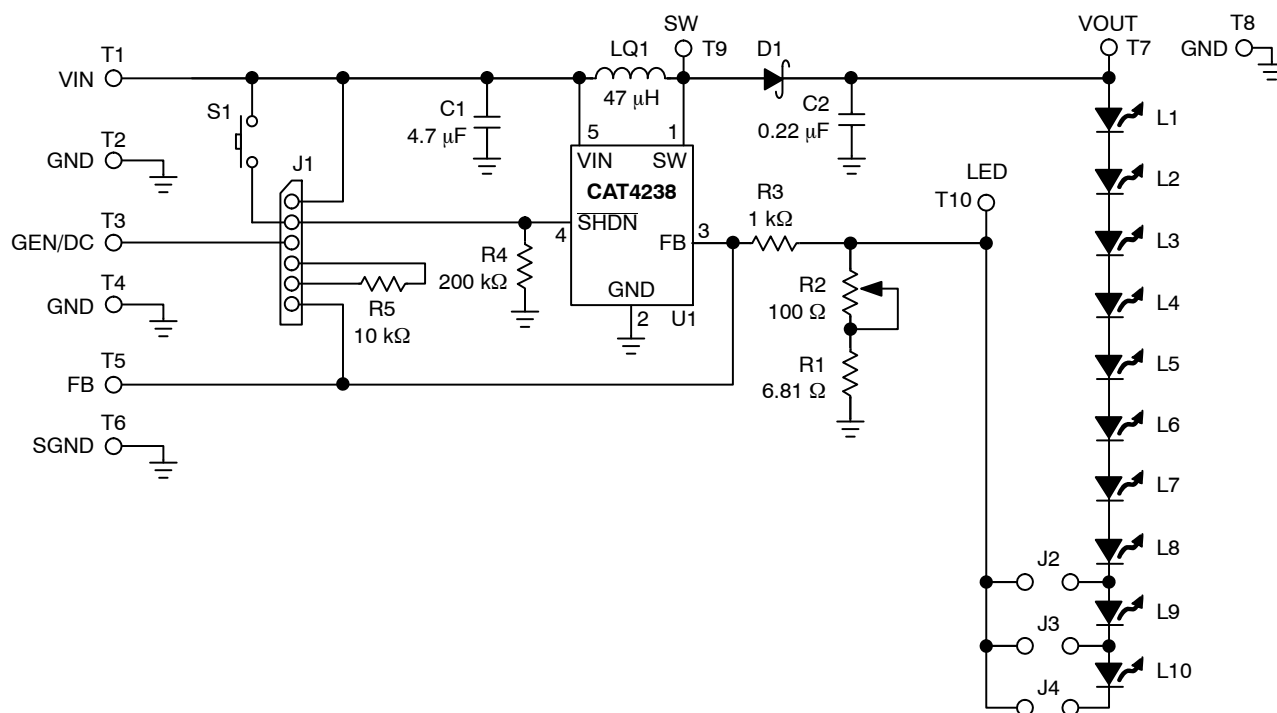 SW
VOUT
T8
T1
LQ1
T9
D1
T7
GND
VIN
S1
C1
47 μH
C2
4.7 μF
0.22 μF
L1
T2
GND
J1
5
1
VIN
SW
CAT4238
LED
L2
T3
R3
T10
GEN/DC
SHDN
1 kΩ
4
FB
3
L3
T4
R4
GND
R5
200 kΩ
GND
R2
100 Ω
L4
10 kΩ
2
U1
T5
FB
R1
6.81 Ω
L5
T6
SGND
L6
L7
L8
J2
L9
J3
L10
J4